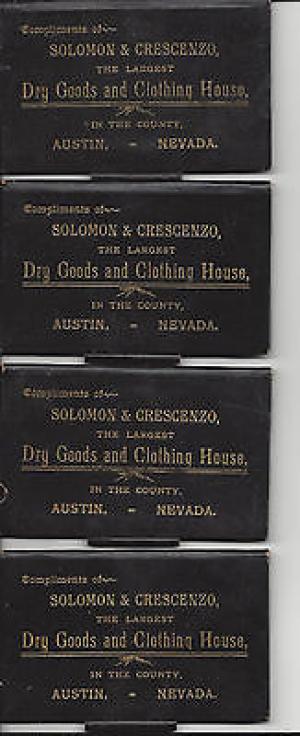 Compliments of
SOLOMON & CRESCENZO,
THE LARGEST
Dry Goods and Clothing House,
IN THE COUNTY,
AUSTIN, - NEVADA.
Compliments of
SOLOMON & CRESCENZO,
THE LARGEST
Dry Goods and Clothing House,
IN THE COUNTY,
AUSTIN, - NEVADA.
Compliments of
SOLOMON & CRESCENZO,
THE LARGEST
Dry Goods and Clothing House,
IN THE COUNTY,
AUSTIN, - NEVADA.
Compliments of
SOLOMON & CRESCENZO,
THE LARGEST
Dry Goods and Clothing House,
IN THE COUNTY,
AUSTIN, - NEVADA.